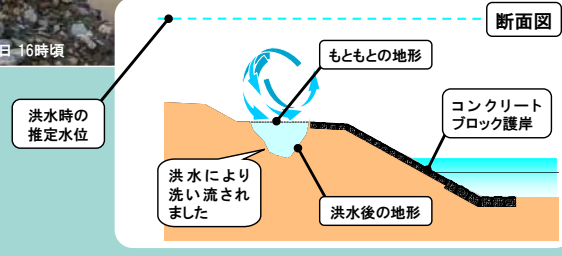 日 16時頃
断面図
もともとの地形
洪水時の
推定水位
コンクリート
ブロック護岸
洪水により
洗い流され
ました
洪水後の地形